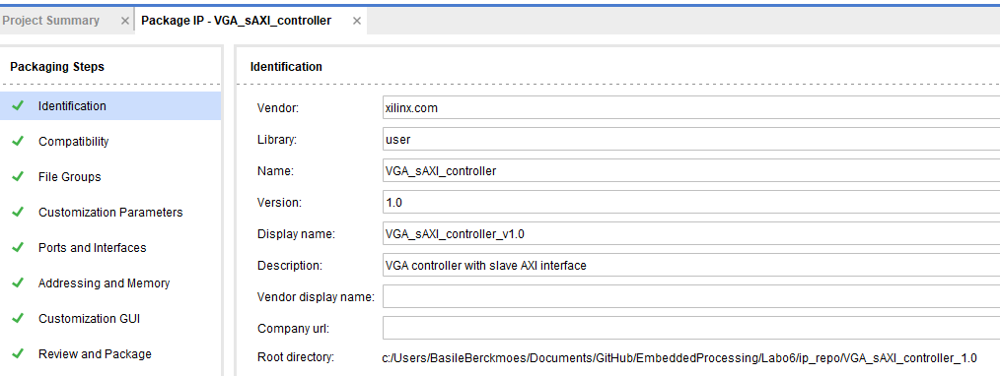 Project Summary × Package IP - VGA_sAXI_controller ×
Packaging Steps
Identification
Compatibility
File Groups
Customization Parameters
Ports and Interfaces
Addressing and Memory
Customization GUI
Review and Package
Identification
Vendor: xilinx.com
Library: user
Name: VGA_sAXI_controller
Version: 1.0
Display name: VGA_sAXI_controller_v1.0
Description: VGA controller with slave AXI interface
Vendor display name:
Company url:
Root directory: c:/Users/BasileBerckmoes/Documents/GitHub/EmbeddedProcessing/Labo6/ip_repo/VGA_sAXI_controller_1.0